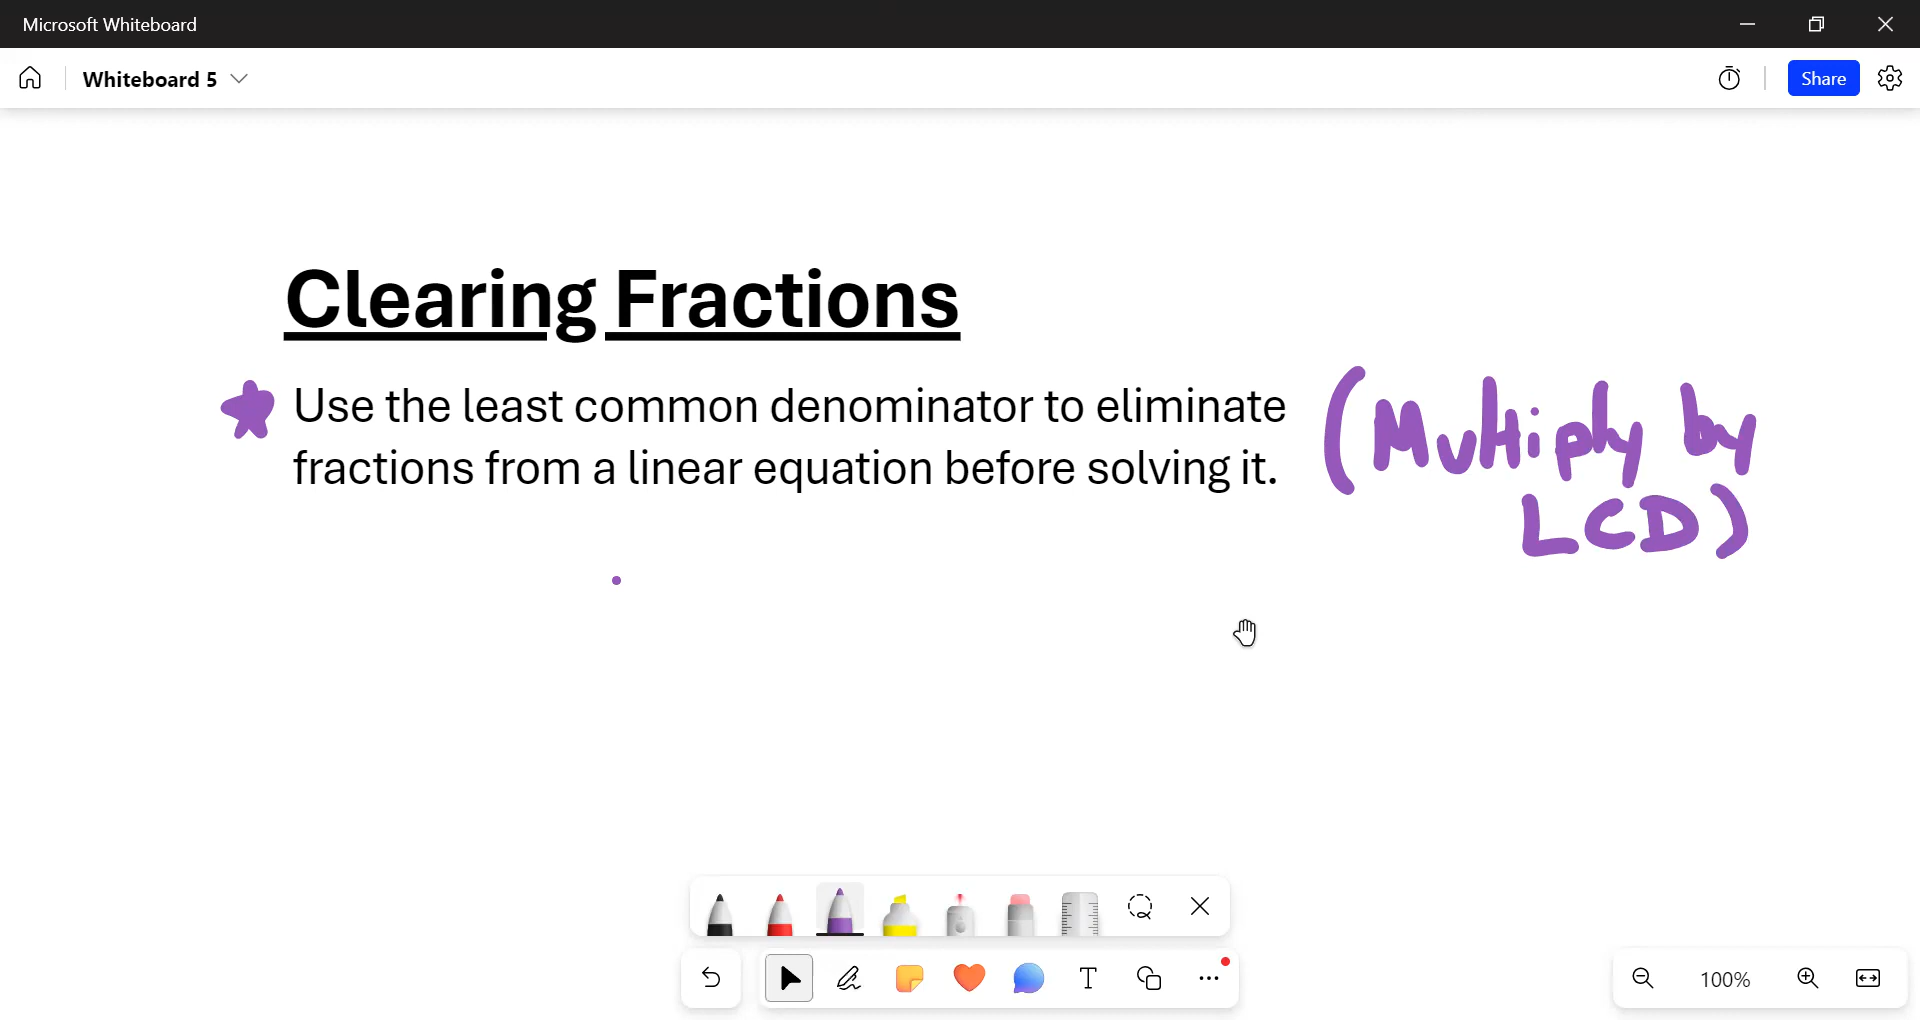 Microsoft Whiteboard
Whiteboard 5
Share
Clearing Fractions
Use the least common denominator to eliminate
fractions from a linear equation before solving it.
(Multiply by
LCD)
100%